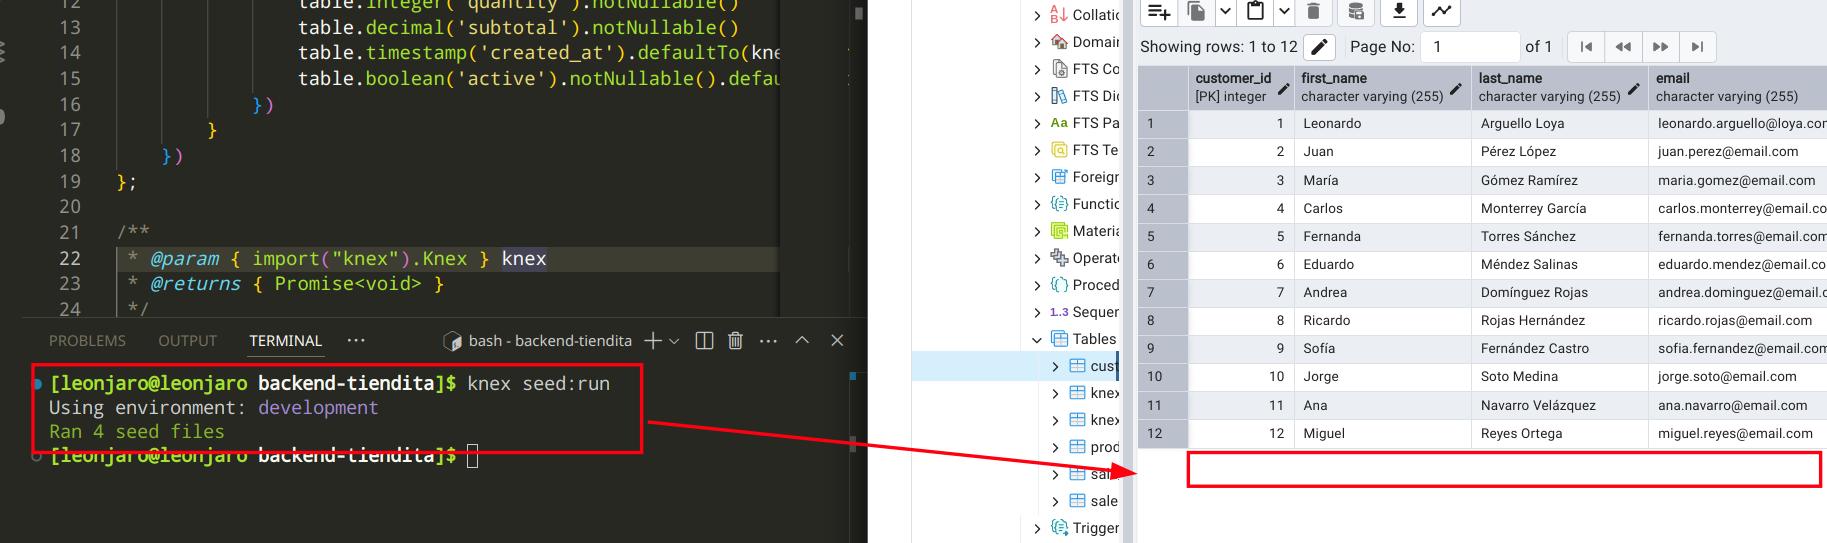 12 table.integer('quantity').notNullable()
13 table.decimal('subtotal').notNullable()
14 table.timestamp('created_at').defaultTo(kne
15 table.boolean('active').notNullable().defau
16 })
17 }
18 })
19 };
20
21 /**
22 * @param { import("knex").Knex } knex
23 * @returns { Promise<void> }
24 */
PROBLEMS OUTPUT TERMINAL ··· bash - backend-tiendita
[leonjaro@leonjaro backend-tiendita]$ knex seed:run
Using environment: development
Ran 4 seed files
[leonjaro@leonjaro backend-tiendita]$
Collatic
Domain
FTS Co
FTS Dic
Aa FTS Pa
FTS Te
Foreign
Functio
Materia
Operate
Proced
1..3 Sequen
Tables
cust
knex
knex
prod
sale
Trigger
Showing rows: 1 to 12 Page No: 1 of 1
customer_id first_name last_name email
[PK] integer character varying (255) character varying (255) character varying (255)
1 1 Leonardo Arguello Loya leonardo.arguello@loya.com
2 2 Juan Pérez López juan.perez@email.com
3 3 María Gómez Ramírez maria.gomez@email.com
4 4 Carlos Monterrey García carlos.monterrey@email.co
5 5 Fernanda Torres Sánchez fernanda.torres@email.com
6 6 Eduardo Méndez Salinas eduardo.mendez@email.co
7 7 Andrea Domínguez Rojas andrea.dominguez@email.c
8 8 Ricardo Rojas Hernández ricardo.rojas@email.com
9 9 Sofía Fernández Castro sofia.fernandez@email.com
10 10 Jorge Soto Medina jorge.soto@email.com
11 11 Ana Navarro Velázquez ana.navarro@email.com
12 12 Miguel Reyes Ortega miguel.reyes@email.com